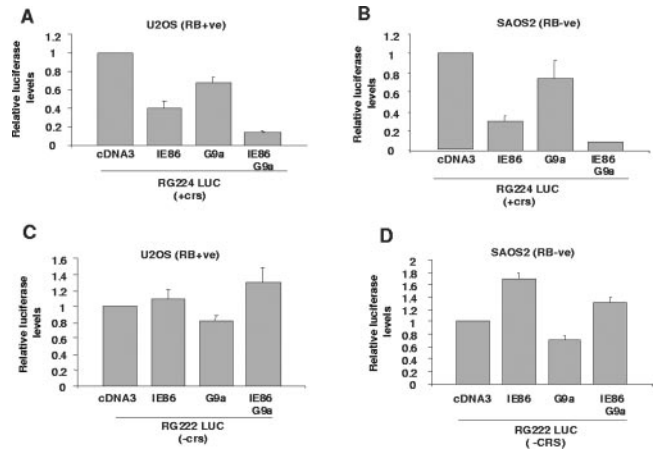 A
U2OS (RB+ve)
Relative luciferase levels
1.2
1
0.8
0.6
0.4
0.2
0
cDNA3 IE86 G9a IE86 G9a
RG224 LUC
(+crs)
B
SAOS2 (RB-ve)
Relative luciferase levels
1.2
1
0.8
0.6
0.4
0.2
0
cDNA3 IE86 G9a IE86 G9a
RG224 LUC
(+crs)
C
U2OS (RB+ve)
Relative luciferase levels
1.6
1.4
1.2
1
0.8
0.6
0.4
0.2
0
cDNA3 IE86 G9a IE86 G9a
RG222 LUC
(-crs)
D
SAOS2 (RB-ve)
Relative luciferase levels
2
1.8
1.6
1.4
1.2
1
0.8
0.6
0.4
0.2
0
cDNA3 IE86 G9a IE86 G9a
RG222 LUC
( -CRS)